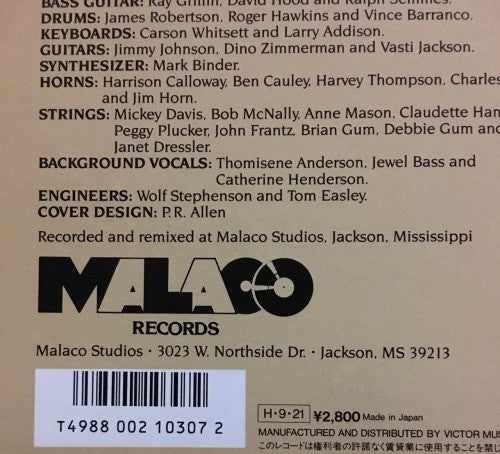 BASS GUITAR: Ray Griffin, David Hood and Ralph Semmes.
DRUMS: James Robertson, Roger Hawkins and Vince Barranco.
KEYBOARDS: Carson Whitsett and Larry Addison.
GUITARS: Jimmy Johnson, Dino Zimmerman and Vasti Jackson.
SYNTHESIZER: Mark Binder.
HORNS: Harrison Calloway, Ben Cauley, Harvey Thompson, Charles
and Jim Horn.
STRINGS: Mickey Davis, Bob McNally, Anne Mason, Claudette Ham
Peggy Plucker, John Frantz, Brian Gum, Debbie Gum and
Janet Dressler.
BACKGROUND VOCALS: Thomisene Anderson, Jewel Bass and
Catherine Henderson.
ENGINEERS: Wolf Stephenson and Tom Easley.
COVER DESIGN: P.R. Allen
Recorded and remixed at Malaco Studios, Jackson, Mississippi
MALACO
RECORDS
Malaco Studios · 3023 W. Northside Dr. · Jackson, MS 39213
T4988 002 10307 2
H·9·21 ¥2,800 Made in Japan
MANUFACTURED AND DISTRIBUTED BY VICTOR MUS
このレコードは権利者の許諾なく賃貸業に使用することを禁じ